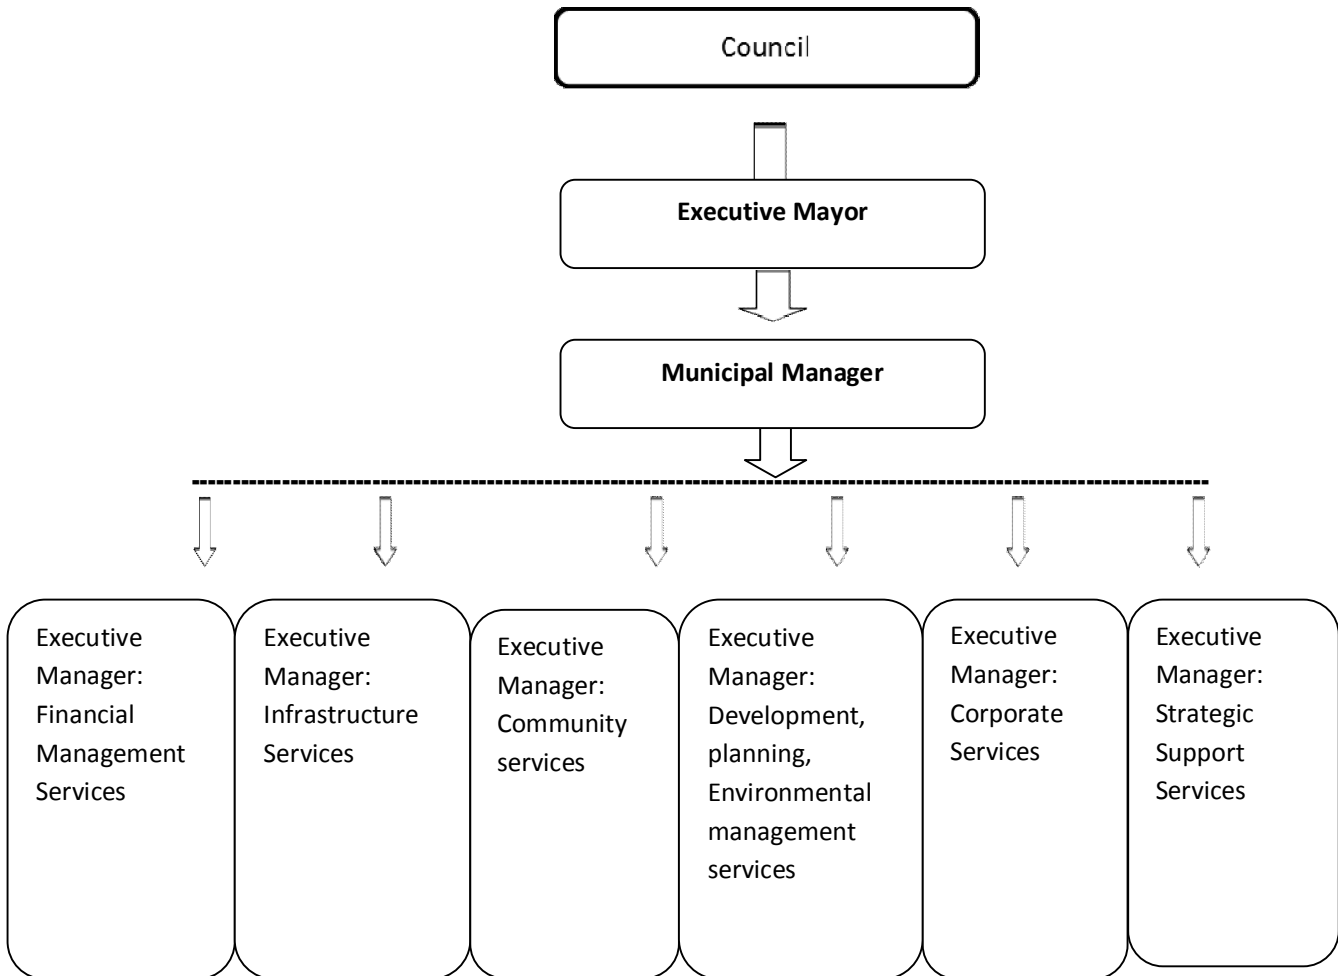 Council
Executive Mayor
Municipal Manager
Executive
Manager:
Financial
Management
Services
Executive
Manager:
Infrastructure
Services
Executive
Manager:
Community
services
Executive
Manager:
Development,
planning,
Environmental
management
services
Executive
Manager:
Corporate
Services
Executive
Manager:
Strategic
Support
Services